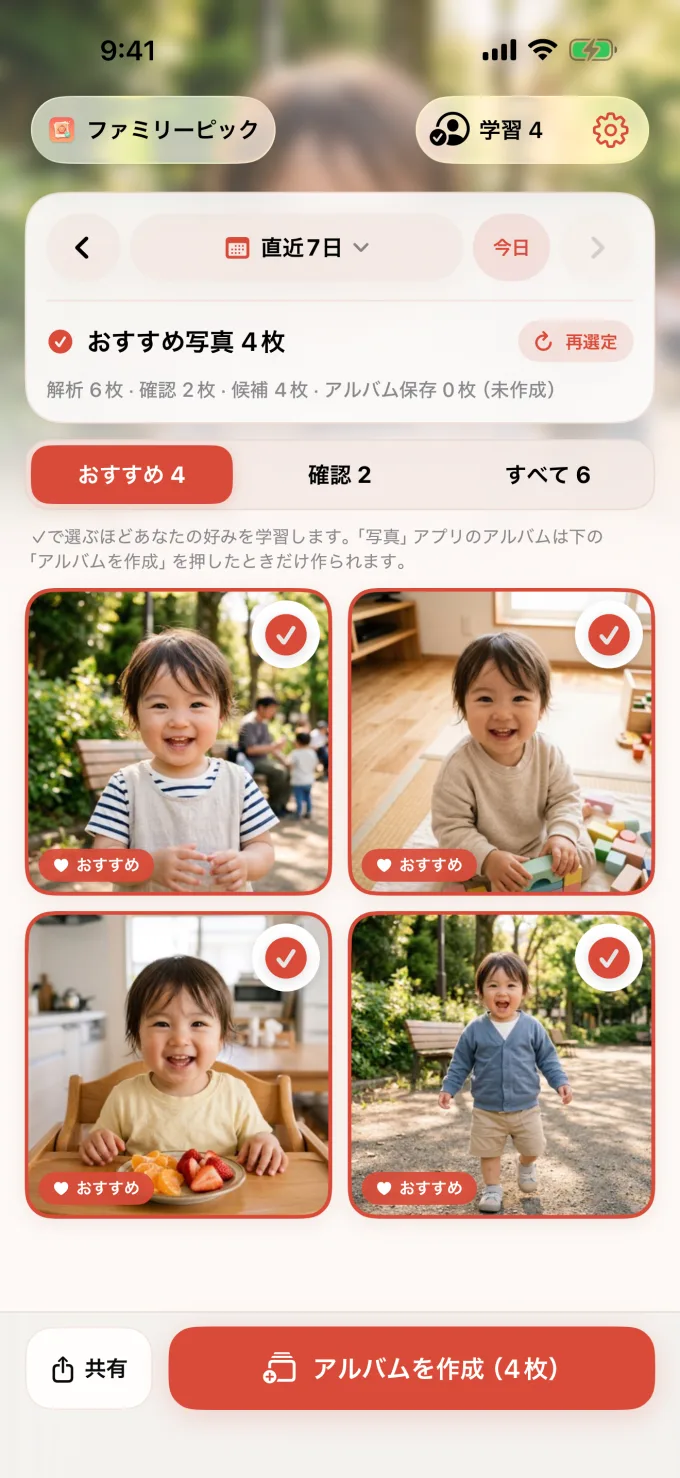 9:41
ファミリーピック
学習 4
直近7日
今日
おすすめ写真 4枚
再選定
解析 6枚 · 確認 2枚 · 候補 4枚 · アルバム保存 0枚（未作成）
おすすめ 4
確認 2
すべて 6
✓で選ぶほどあなたの好みを学習します。「写真」アプリのアルバムは下の
「アルバムを作成」を押したときだけ作られます。
おすすめ
おすすめ
おすすめ
おすすめ
共有
アルバムを作成（4枚）